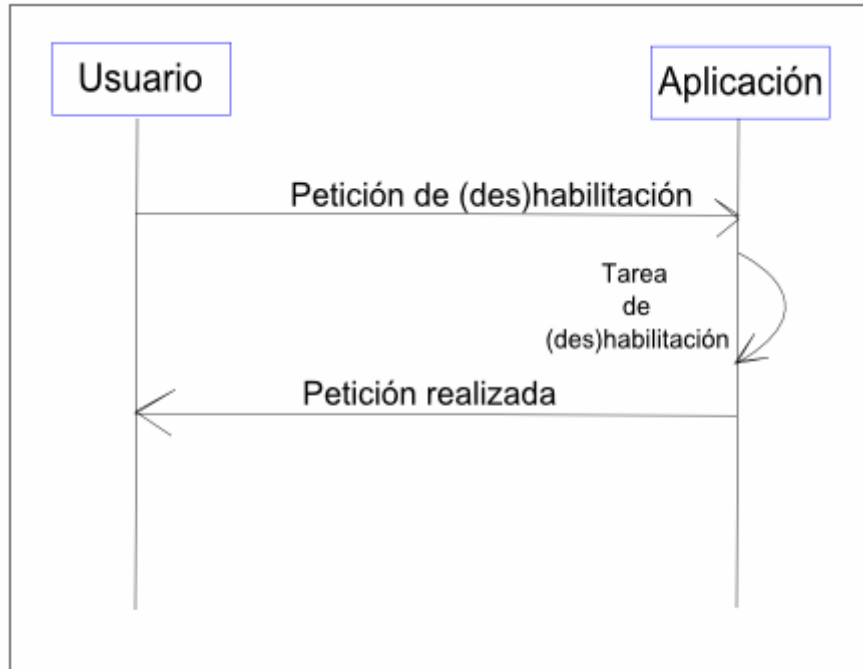 Usuario
Aplicación
Petición de (des)habilitación
Tarea
de
(des)habilitación
Petición realizada